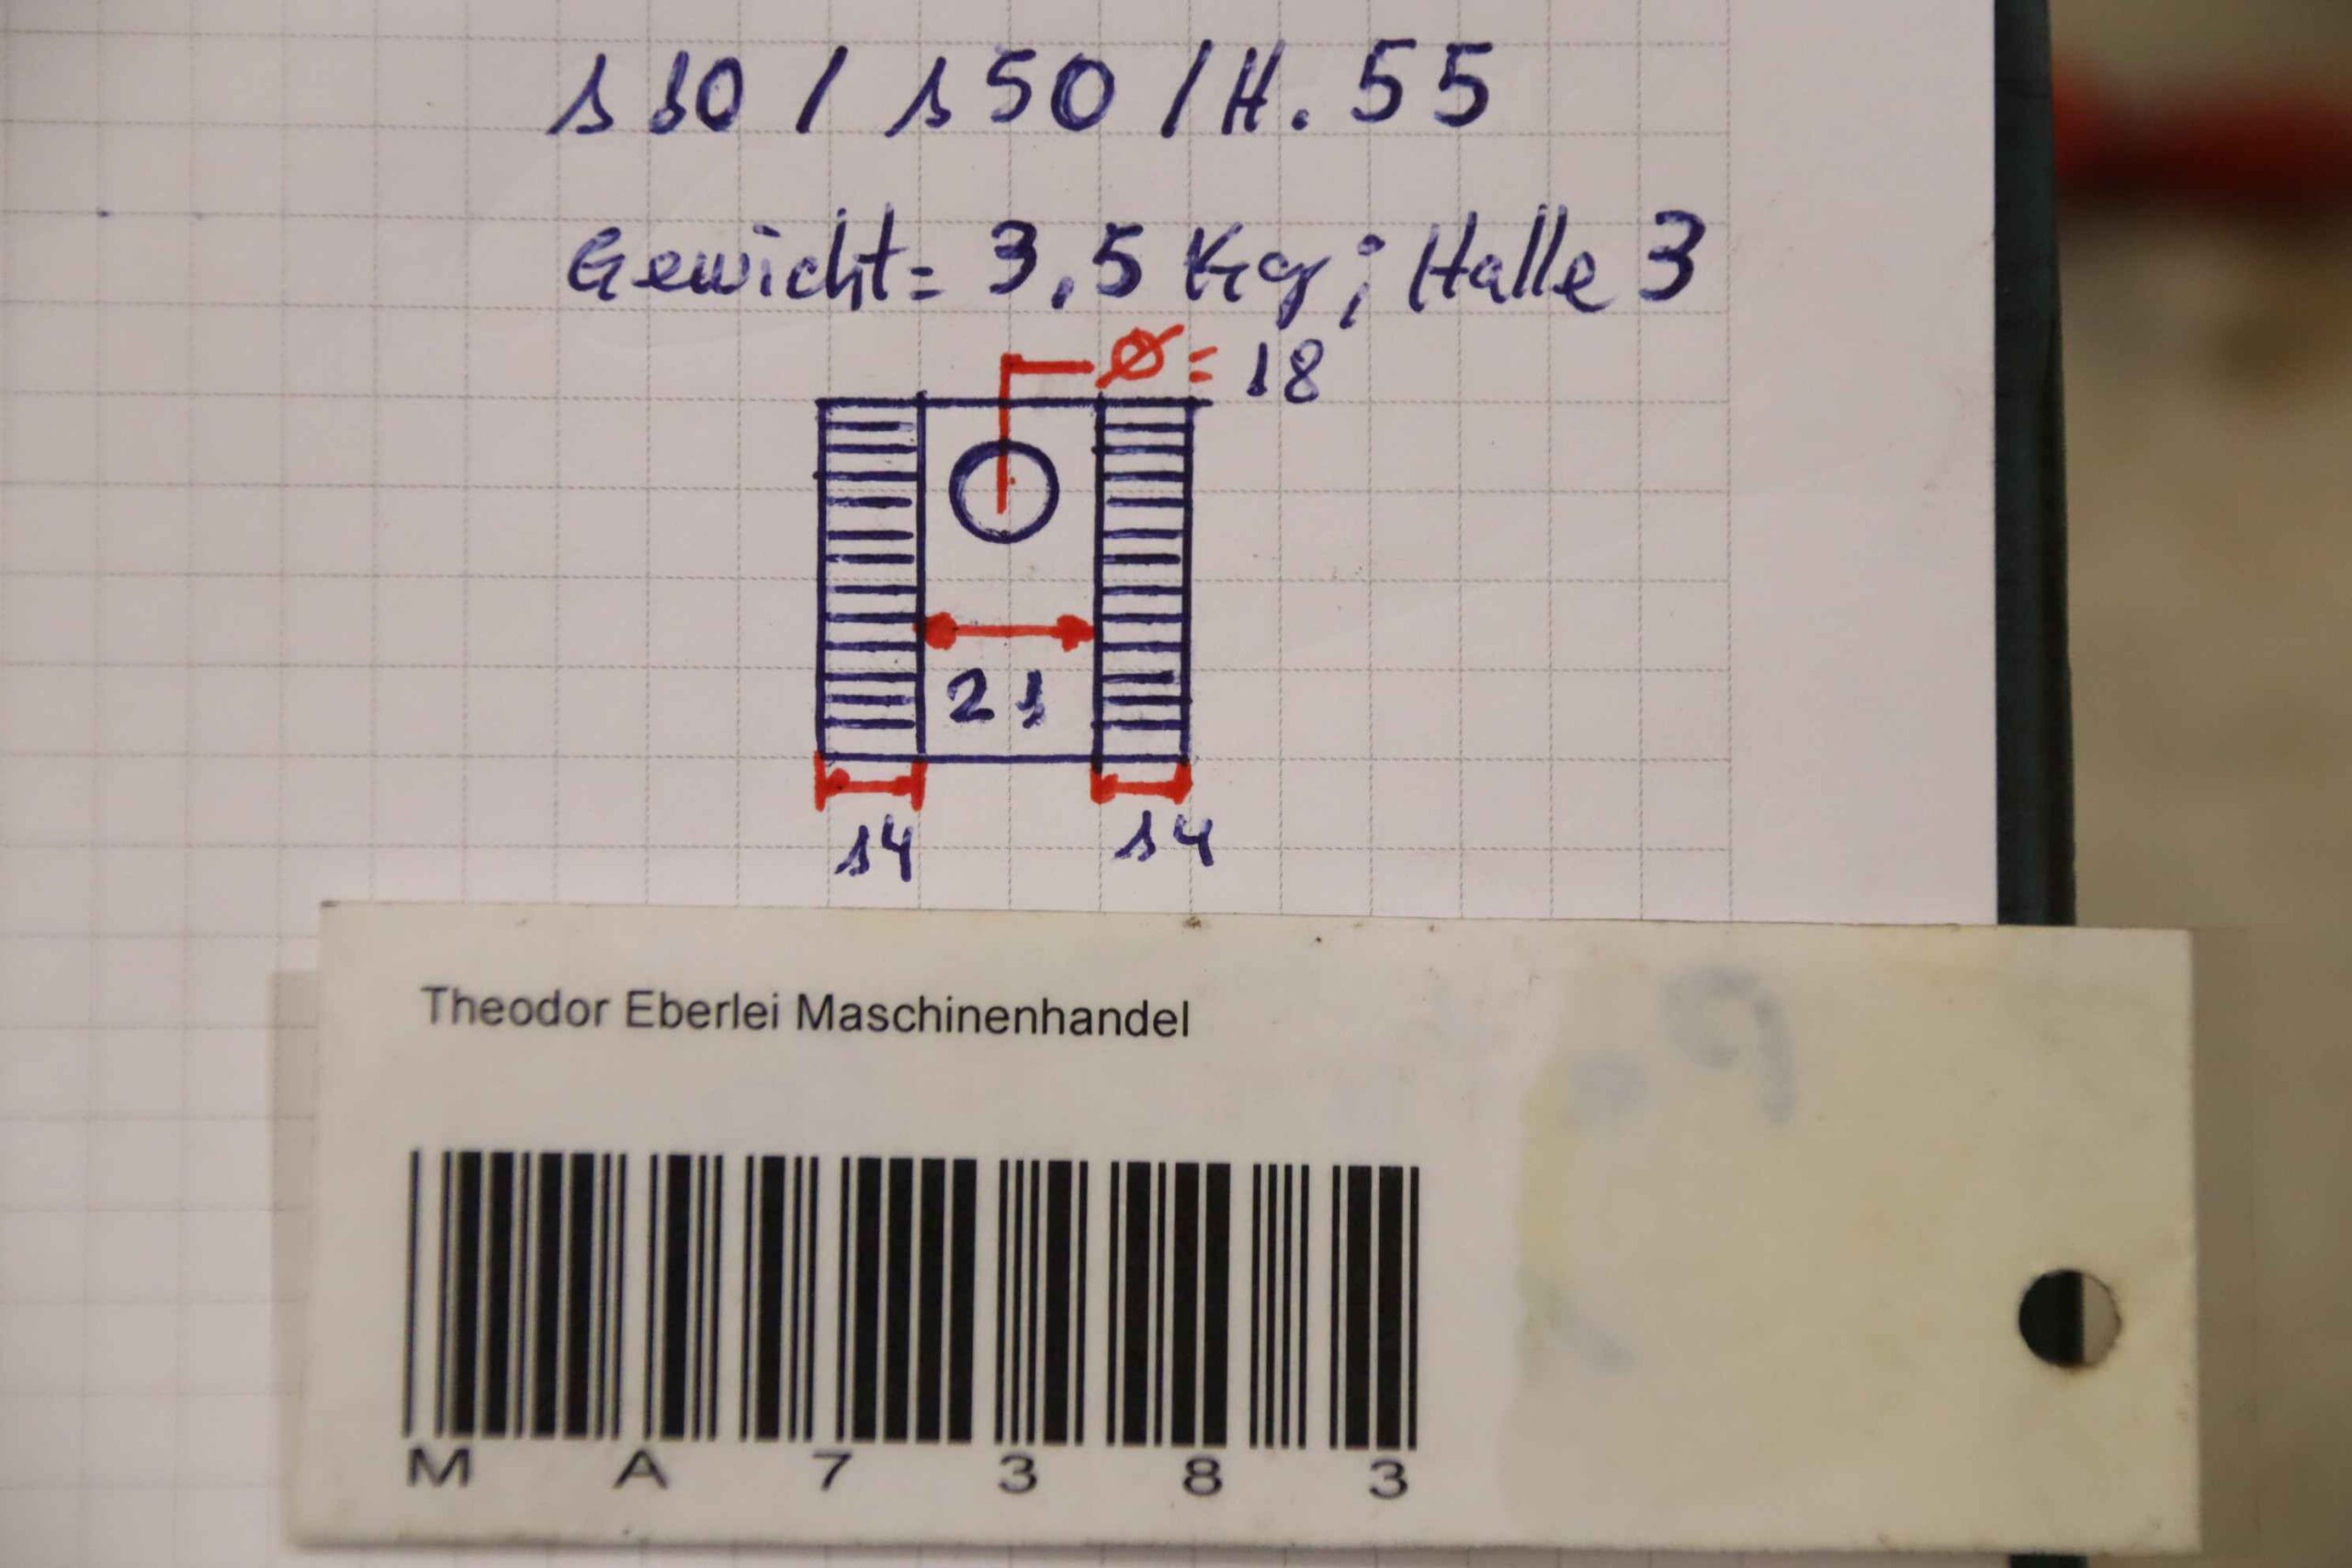 110 / 150 / H. 55
Gewicht = 3,5 Kg ; Halle 3
Ø = 18
21
14 14
Theodor Eberlei Maschinenhandel
M A 7 3 8 3